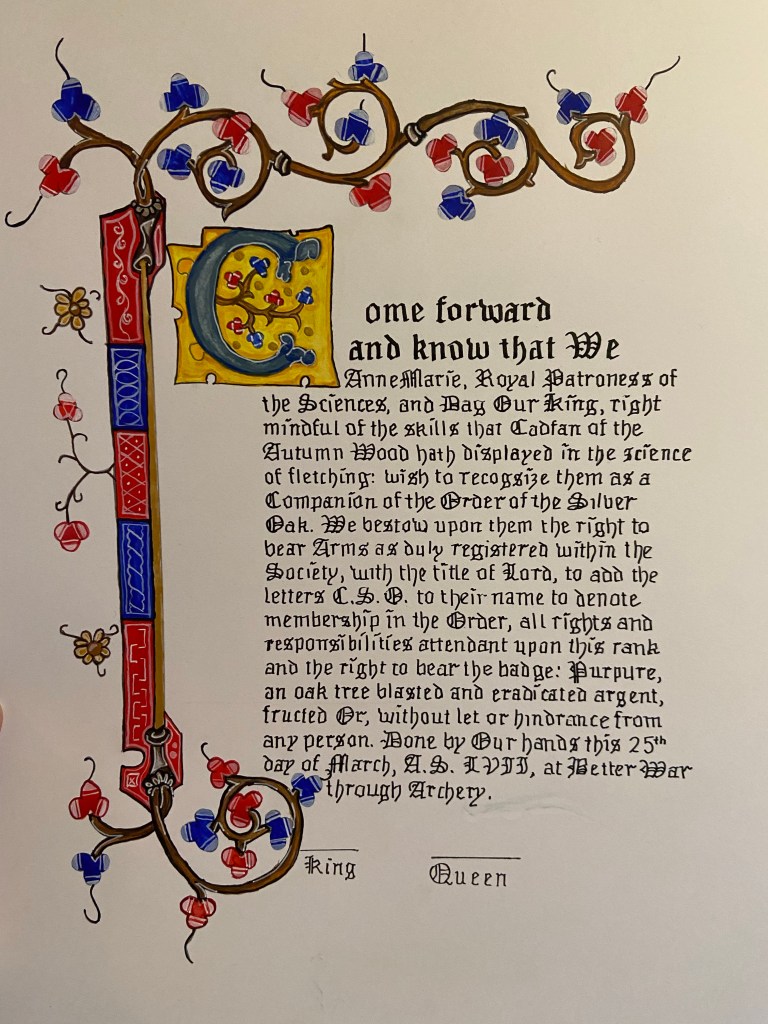 Come forward
and know that We
AnneMarie, Royal Patroness of
the Sciences, and Dag Our King, right
mindful of the skills that Cadfan of the
Autumn Wood hath displayed in the science
of fletching: wish to recogsize them as a
Companion of the Order of the Silver
Oak. We bestow upon them the right to
bear Arms as duly registered within the
Society, with the title of Lord, to add the
letters C.S.O. to their name to denote
membership in the Order, all rights and
responsibilities attendant upon this rank
and the right to bear the badge: Purpure,
an oak tree blasted and eradicated argent,
fructed Or, without let or hindrance from
any person. Done by Our hands this 25th
day of March, A.S. LVII, at Better War
through Archery.
King Queen